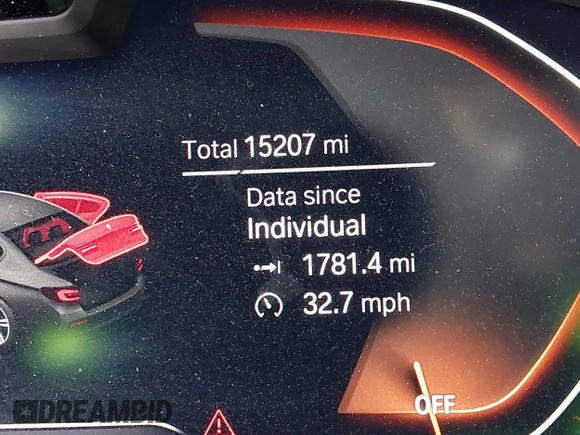 Total 15207 mi
Data since
Individual
1781.4 mi
32.7 mph
OFF
DREAMBID